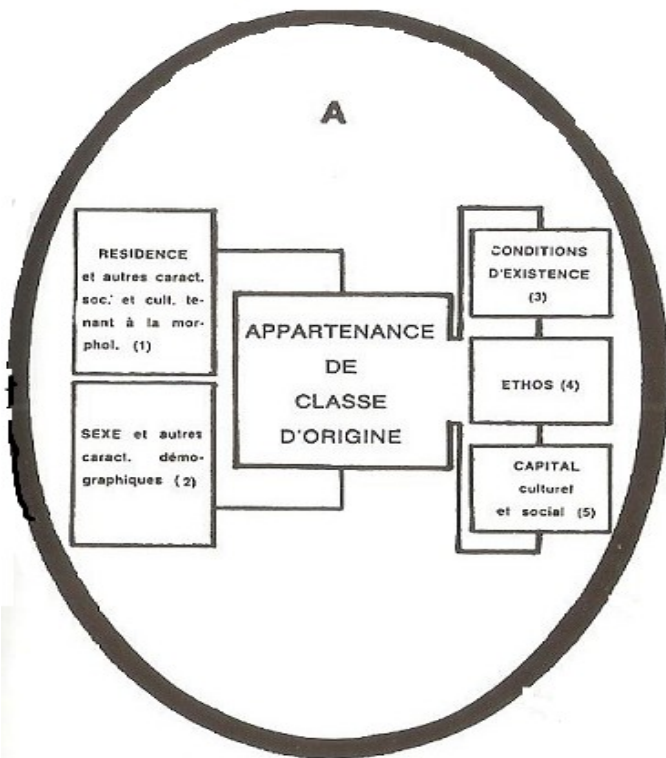 A
RESIDENCE
et autres caract.
soc. et cult. te-
nant à la mor-
phol. (1)
SEXE et autres
caract. démo-
graphiques (2)
APPARTENANCE
DE
CLASSE
D'ORIGINE
CONDITIONS
D'EXISTENCE
(3)
ETHOS (4)
CAPITAL
culturel
et social (5)